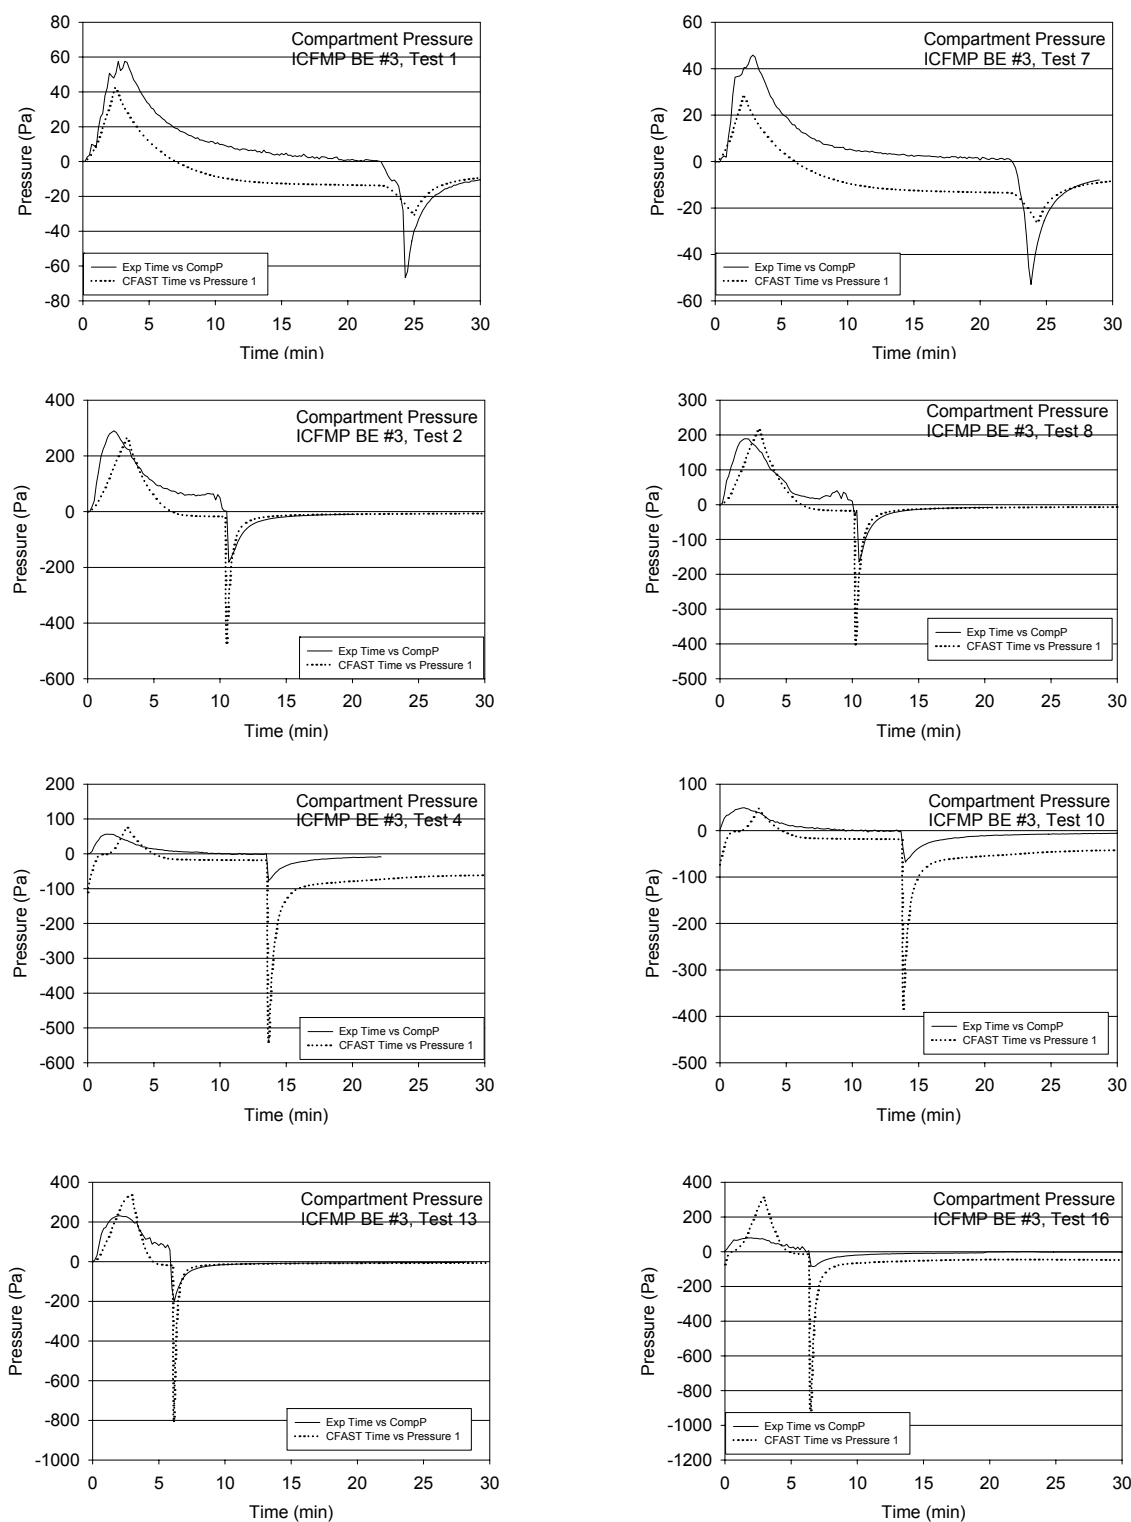 Compartment Pressure
ICFMP BE #3, Test 1
Pressure (Pa)
80
60
40
20
0
-20
-40
-60
-80
Exp Time vs CompP
CFAST Time vs Pressure 1
0 5 10 15 20 25 30
Time (min)
Compartment Pressure
ICFMP BE #3, Test 7
Pressure (Pa)
60
40
20
0
-20
-40
-60
Exp Time vs CompP
CFAST Time vs Pressure 1
0 5 10 15 20 25 30
Time (min)
Compartment Pressure
ICFMP BE #3, Test 2
Pressure (Pa)
400
200
0
-200
-400
-600
Exp Time vs CompP
CFAST Time vs Pressure 1
0 5 10 15 20 25 30
Time (min)
Compartment Pressure
ICFMP BE #3, Test 8
Pressure (Pa)
300
200
100
0
-100
-200
-300
-400
-500
Exp Time vs CompP
CFAST Time vs Pressure 1
0 5 10 15 20 25 30
Time (min)
Compartment Pressure
ICFMP BE #3, Test 4
Pressure (Pa)
200
100
0
-100
-200
-300
-400
-500
-600
Exp Time vs CompP
CFAST Time vs Pressure 1
0 5 10 15 20 25 30
Time (min)
Compartment Pressure
ICFMP BE #3, Test 10
Pressure (Pa)
100
0
-100
-200
-300
-400
-500
Exp Time vs CompP
CFAST Time vs Pressure 1
0 5 10 15 20 25 30
Time (min)
Compartment Pressure
ICFMP BE #3, Test 13
Pressure (Pa)
400
200
0
-200
-400
-600
-800
-1000
Exp Time vs CompP
CFAST Time vs Pressure 1
0 5 10 15 20 25 30
Time (min)
Compartment Pressure
ICFMP BE #3, Test 16
Pressure (Pa)
400
200
0
-200
-400
-600
-800
-1000
-1200
Exp Time vs CompP
CFAST Time vs Pressure 1
0 5 10 15 20 25 30
Time (min)